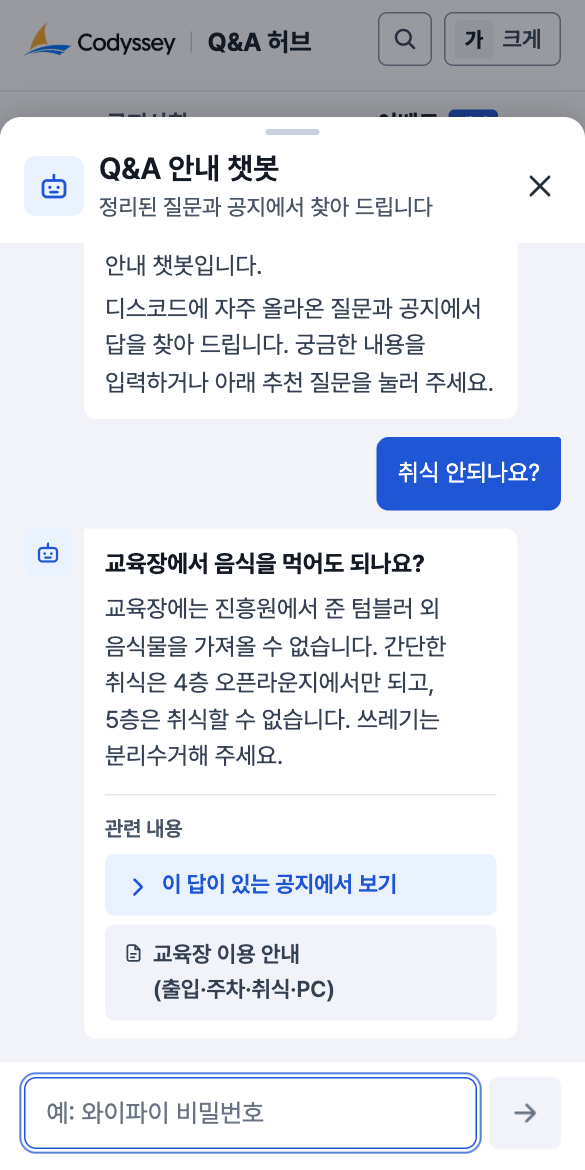 Codyssey
Q&A 허브
가 크게
Q&A 안내 챗봇
정리된 질문과 공지에서 찾아 드립니다
안내 챗봇입니다.
디스코드에 자주 올라온 질문과 공지에서
답을 찾아 드립니다. 궁금한 내용을
입력하거나 아래 추천 질문을 눌러 주세요.
취식 안되나요?
교육장에서 음식을 먹어도 되나요?
교육장에는 진흥원에서 준 텀블러 외
음식물을 가져올 수 없습니다. 간단한
취식은 4층 오픈라운지에서만 되고,
5층은 취식할 수 없습니다. 쓰레기는
분리수거해 주세요.
관련 내용
이 답이 있는 공지에서 보기
교육장 이용 안내
(출입·주차·취식·PC)
예: 와이파이 비밀번호